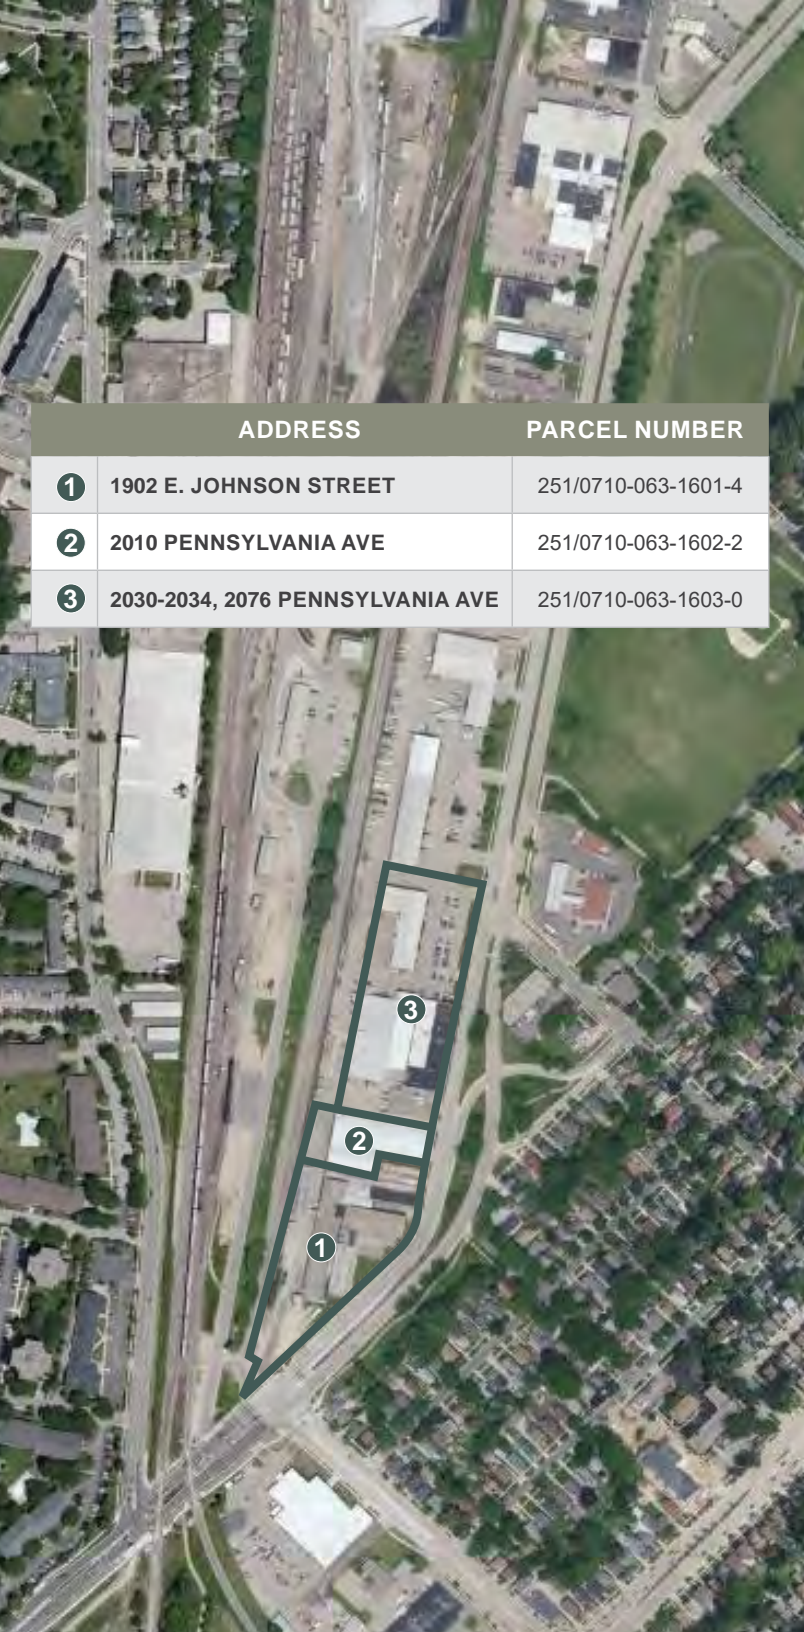 ADDRESS PARCEL NUMBER
1 1902 E. JOHNSON STREET 251/0710-063-1601-4
2 2010 PENNSYLVANIA AVE 251/0710-063-1602-2
3 2030-2034, 2076 PENNSYLVANIA AVE 251/0710-063-1603-0
3
2
1